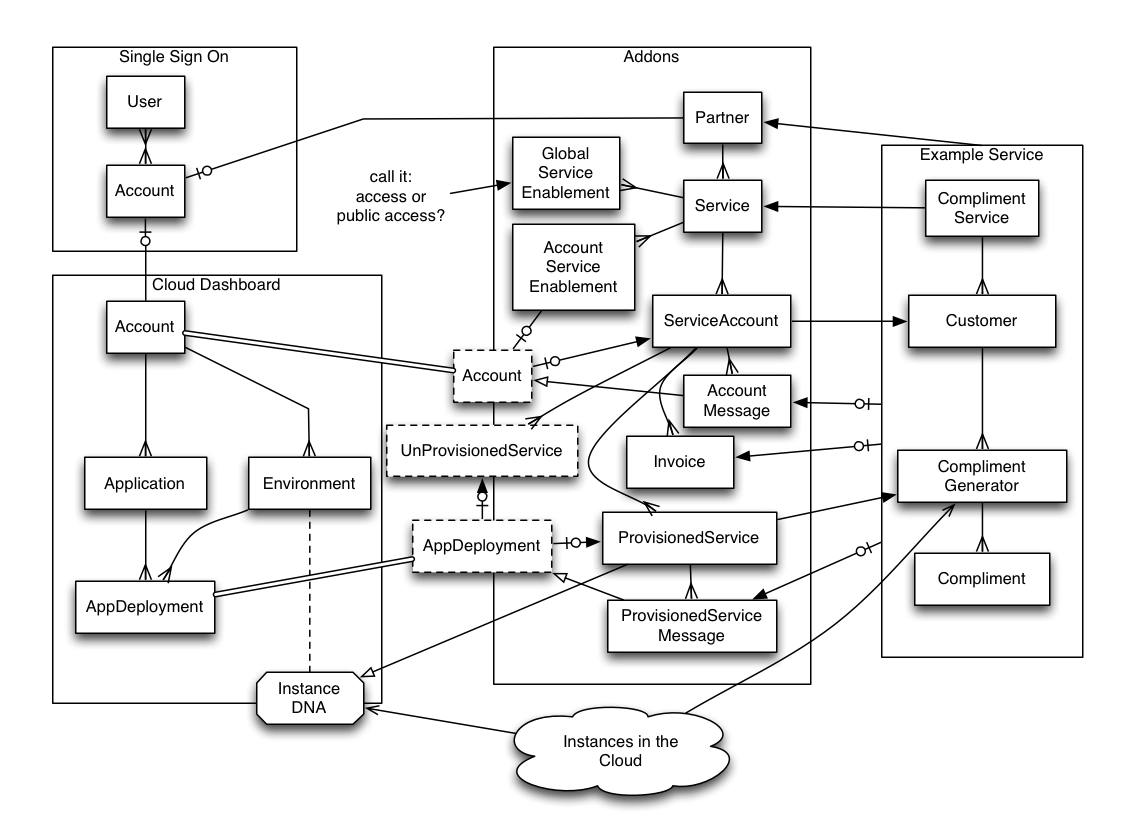 Single Sign On
User
Account
Cloud Dashboard
Account
Application
Environment
AppDeployment
Instance
DNA
call it:
access or
public access?
Addons
Partner
Global
Service
Enablement
Service
Account
Service
Enablement
ServiceAccount
Account
Account
Message
UnProvisionedService
Invoice
AppDeployment
ProvisionedService
ProvisionedService
Message
Example Service
Compliment
Service
Customer
Compliment
Generator
Compliment
Instances in the
Cloud